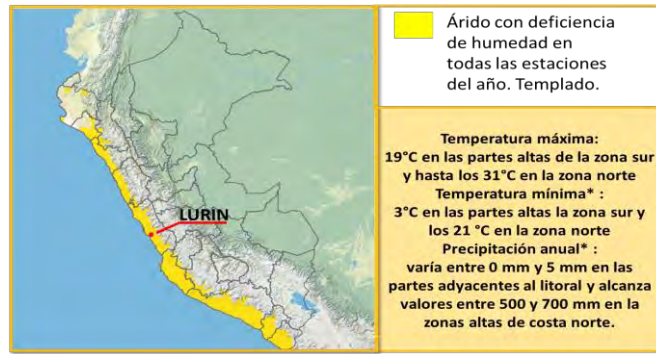 LURÍN
Árido con deficiencia
de humedad en
todas las estaciones
del año. Templado.
Temperatura máxima:
19°C en las partes altas de la zona sur
y hasta los 31°C en la zona norte
Temperatura mínima* :
3°C en las partes altas la zona sur y
los 21 °C en la zona norte
Precipitación anual* :
varía entre 0 mm y 5 mm en las
partes adyacentes al litoral y alcanza
valores entre 500 y 700 mm en la
zonas altas de costa norte.